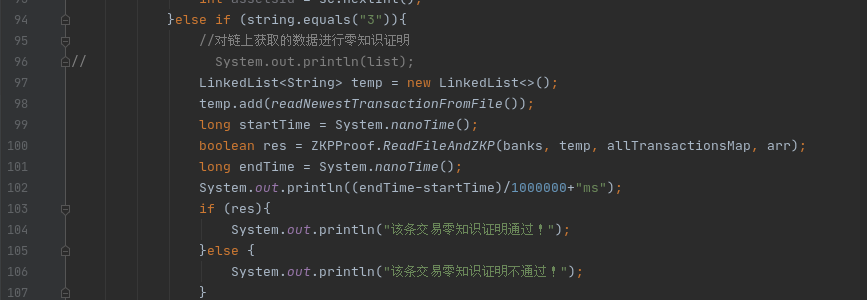 int assetsId = sc.nextInt();
94 }else if (string.equals("3")){
95 //对链上获取的数据进行零知识证明
96 // System.out.println(list);
97 LinkedList<String> temp = new LinkedList<>();
98 temp.add(readNewestTransactionFromFile());
99 long startTime = System.nanoTime();
100 boolean res = ZKPProof.ReadFileAndZKP(banks, temp, allTransactionsMap, arr);
101 long endTime = System.nanoTime();
102 System.out.println((endTime-startTime)/1000000+"ms");
103 if (res){
104 System.out.println("该条交易零知识证明通过!");
105 }else {
106 System.out.println("该条交易零知识证明不通过!");
107 }